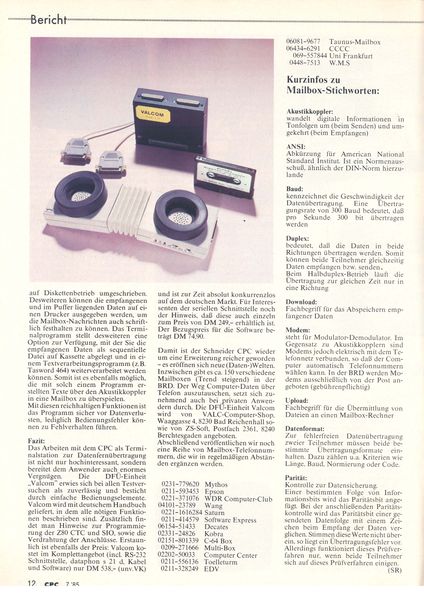 Bericht
VALCOM
auf Diskettenbetrieb umgeschrieben.
Desweiteren können die empfangenen
und im Puffer liegenden Daten auf ei-
nen Drucker ausgegeben werden, um
die Mailbox-Nachrichten auch schrift-
lich festhalten zu können. Das Termi-
nalprogramm stellt desweiteren eine
Option zur Verfügung, mit der Sie die
empfangenen Daten als sequentielle
Datei auf Kassette abgelegt und in ei-
nem Textverarbeitungsprogramm (z.B.
Tasword 464) weiterverarbeitet werden
können. Somit ist es ebenfalls möglich,
die mit solch einem Programm er-
stellten Texte über den Akustikkoppler
in eine Mailbox zu überspielen.
Mit diesen reichhaltigen Funktionen ist
das Programm sicher vor Datenverlu-
sten, lediglich Bedienungsfehler kön-
nen zu Fehlverhalten führen.
Fazit:
Das Arbeiten mit dem CPC als Termi-
nalstation zur Datenfernübertragung
ist nicht nur hochinteressant, sondern
bereitet dem Anwender auch enormes
Vergnügen. Die DFÜ-Einheit
„Valcom" erwies sich bei allen Testver-
suchen als zuverlässig und besticht
durch einfache Bedienungselemente.
Valcom wird mit deutschem Handbuch
geliefert, in dem alle nötigen Funktio-
nen beschrieben sind. Zusätzlich fin-
det man Hinweise zur Programmie-
rung der Z80 CTC und SIO, sowie die
Verdrahtung der Anschlüsse. Erstaun-
lich ist ebenfalls der Preis: Valcom ko-
stet im Komplettangebot (incl. RS-232
Schnittstelle, dataphon s 21 d, Kabel
und Software) nur DM 538.- (unv.VK)
und ist zur Zeit absolut konkurrenzlos
auf dem deutschen Markt. Für Interes-
senten der seriellen Schnittstelle noch
der Hinweis, daß diese auch einzeln
zum Preis von DM 249,- erhältlich ist.
Der Bezugspreis für die Software be-
trägt DM 74,90.
Damit ist der Schneider CPC wieder
um eine Erweiterung reicher geworden
– es eröffnen sich neue (Daten-)Welten.
Inzwischen gibt es ca. 150 verschiedene
Mailboxen (Trend steigend) in der
BRD. Der Weg Computer-Daten über
Telefon auszutauschen, setzt sich zu-
nehmend auch bei privaten Anwen-
dern durch. Die DFÜ-Einheit Valcom
wird von VALC-Computer-Shop,
Waaggasse 4, 8230 Bad Reichenhall so-
wie von ZS-Soft, Postfach 2361, 8240
Berchtesgaden angeboten.
Abschließend veröffentlichen wir noch
eine Reihe von Mailbox-Telefonnum-
mern, die wir in regelmäßigen Abstän-
den ergänzen werden.
0231-779620 Mythos
0211-593453 Epson
0221-371076 WDR Computer-Club
04101-23789 Wang
0221-1616284 Saturn
0211-414579 Software Express
06154-51433 Decates
02331-24826 Kobra
02151-801339 C-64 Box
0209-271666 Multi-Box
02202-50033 Computer Center
0211-556136 Toelleturm
0211-328249 EDV
06081-9677 Taunus-Mailbox
06434-6291 CCCC
069-557844 Uni Frankfurt
0448-7513 W.M.S
Kurzinfos zu
Mailbox-Stichworten:
Akustikkoppler:
wandelt digitale Informationen in
Tonfolgen um (beim Senden) und um-
gekehrt (beim Empfangen)
ANSI:
Abkürzung für American National
Standard Institut. Ist ein Normenaus-
schuß, ähnlich der DIN-Norm hierzu-
lande
Baud:
kennzeichnet die Geschwindigkeit der
Datenübertragung. Eine Übertra-
gungsrate von 300 Baud bedeutet, daß
pro Sekunde 300 bit übertragen
werden
Duplex:
bedeutet, daß die Daten in beide
Richtungen übertragen werden. Somit
können beide Teilnehmer gleichzeitig
Daten empfangen bzw. senden.
Beim Halbduplex-Betrieb läuft die
Übertragung zur gleichen Zeit nur in
eine Richtung
Download:
Fachbegriff für das Abspeichern emp-
fangener Daten
Modem:
steht für Modulator-Demodulator. Im
Gegensatz zu Akustikkopplern sind
Modems jedoch elektrisch mit dem Te-
lefonnetz verbunden, so daß der Com-
puter automatisch Telefonnummern
wählen kann. In der BRD werden Mo-
dems ausschließlich von der Post an-
geboten (gebührenpflichtig)
Upload:
Fachbegriff für die Übermittlung von
Dateien an einen Mailbox-Rechner
Datenformat:
Zur fehlerfreien Datenübertragung
zweier Teilnehmer müssen beide be-
stimmte Übertragungsformate ein-
halten. Dazu zählen u.a. Kriterien wie
Länge, Baud, Normierung oder Code.
Parität:
Kontrolle zur Datensicherung.
Einer bestimmten Folge von Infor-
mationsbits wird das Paritätsbit ange-
fügt. Bei der anschließenden Paritäts-
kontrolle wird das Paritätsbit einer ge-
sendeten Datenfolge mit einem Zei-
chen beim Empfang der Daten ver-
glichen. Stimmen diese Werte nicht über-
ein, so liegt ein Übertragungsfehler vor.
Allerdings funktioniert dieses Prüfver-
fahren nur, wenn beide Teilnehmer
sich auf dieses Prüfverfahren einigen.
(SR)
12 CPC 7'85